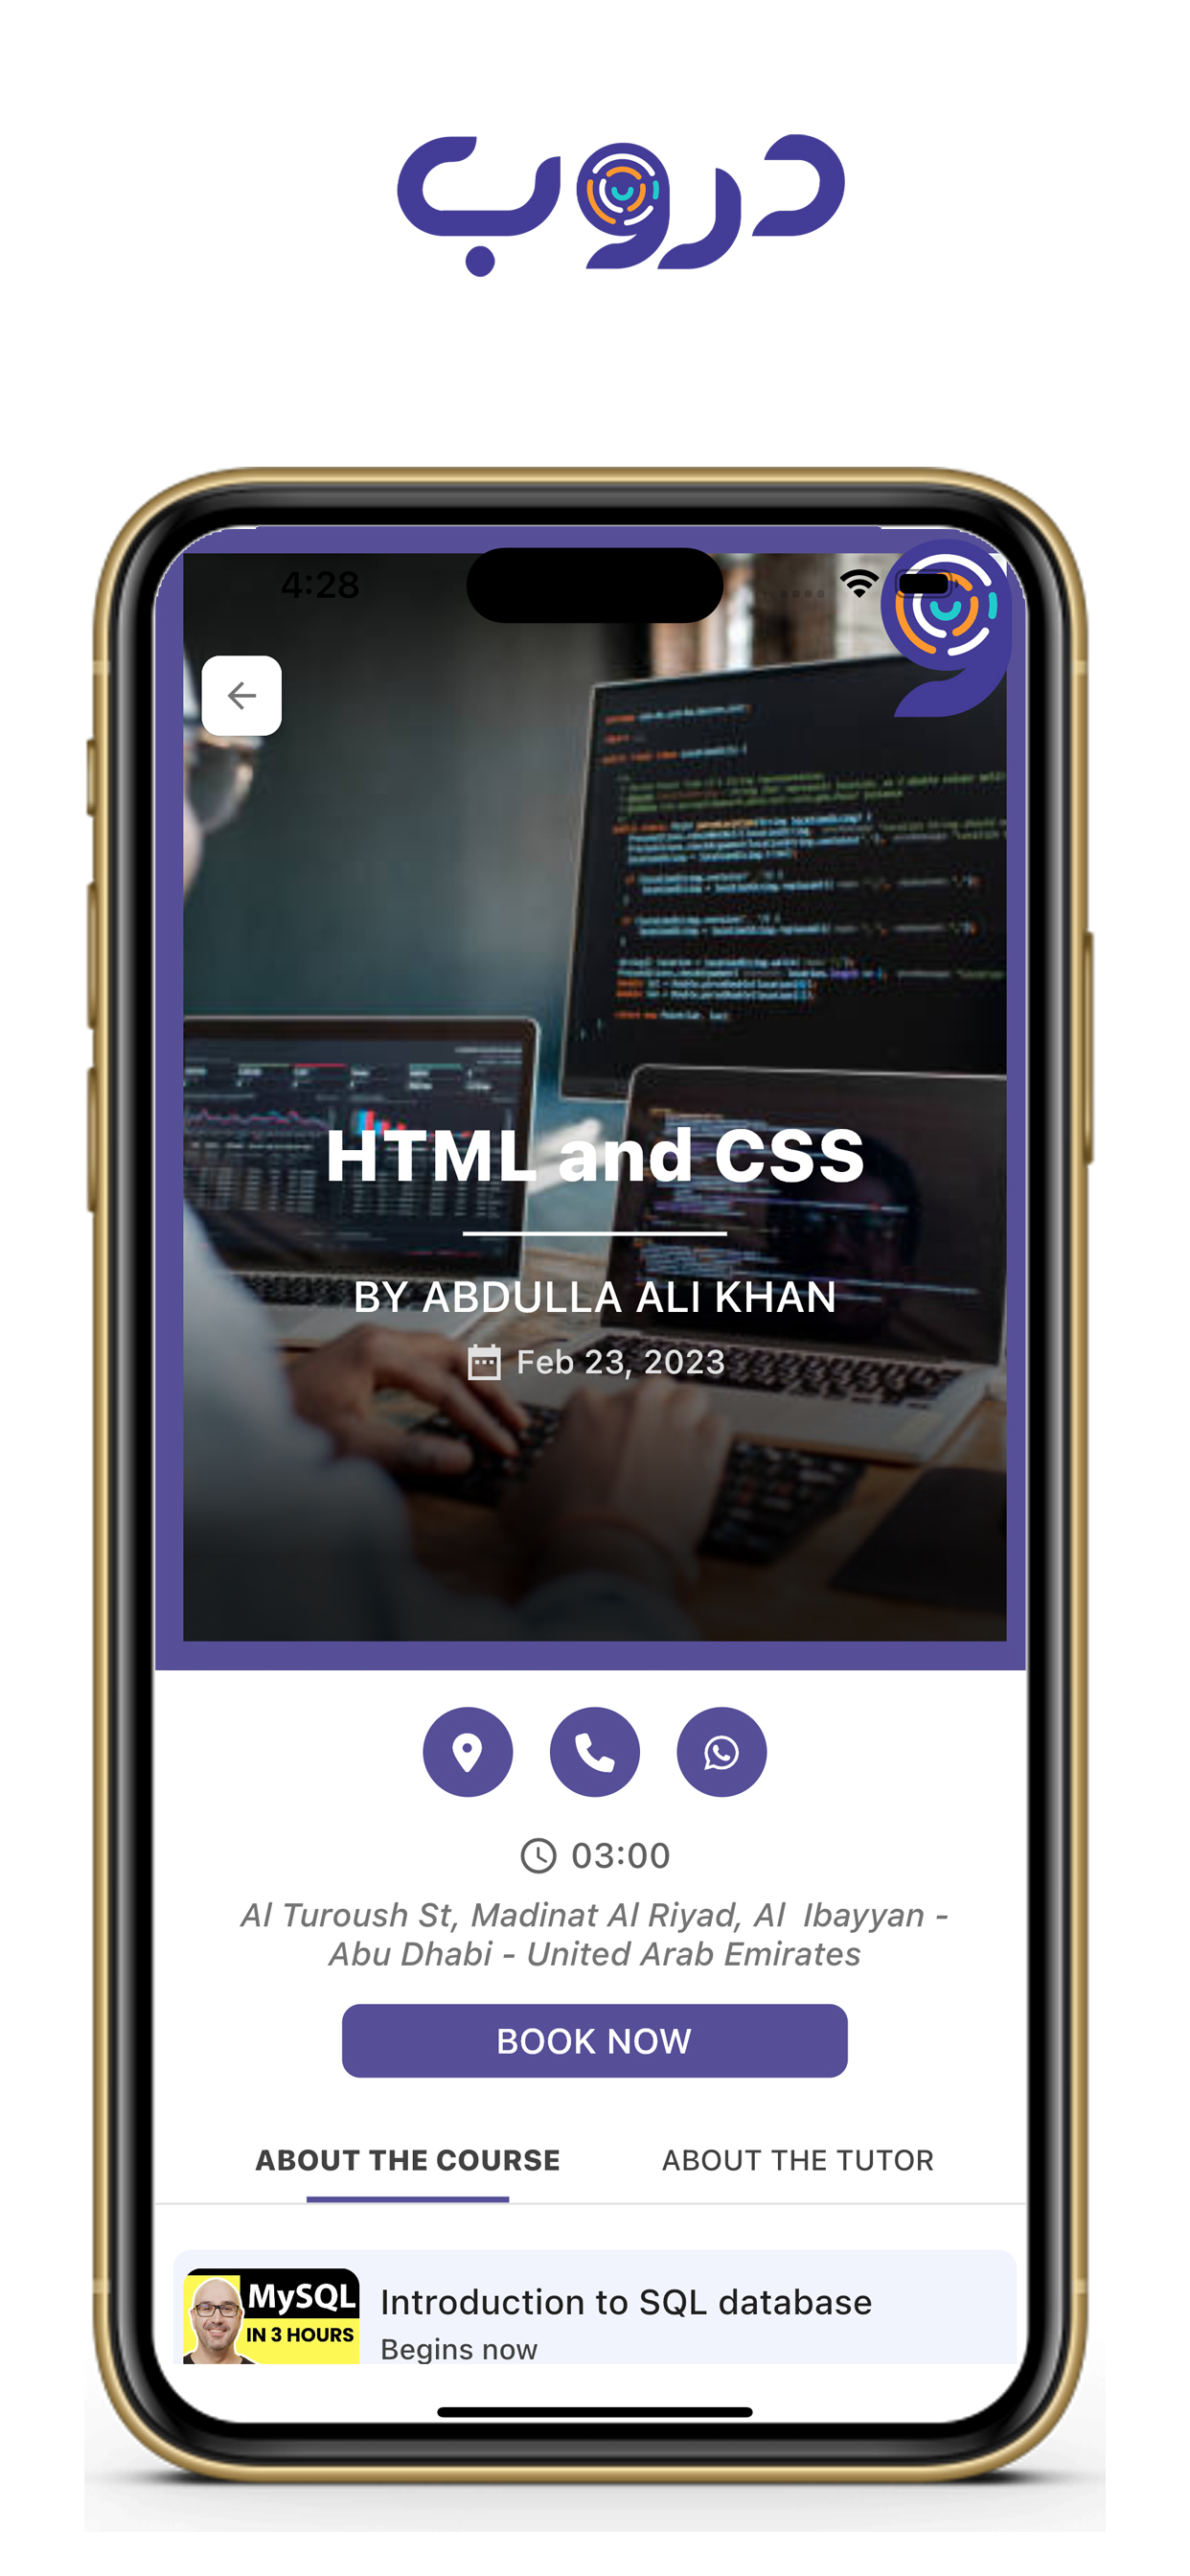 دروب
4:28
HTML and CSS
BY ABDULLA ALI KHAN
Feb 23, 2023
03:00
Al Turoush St, Madinat Al Riyad, Al  Ibayyan -
Abu Dhabi - United Arab Emirates
BOOK NOW
ABOUT THE COURSE
ABOUT THE TUTOR
MySQL
IN 3 HOURS
Introduction to SQL database
Begins now